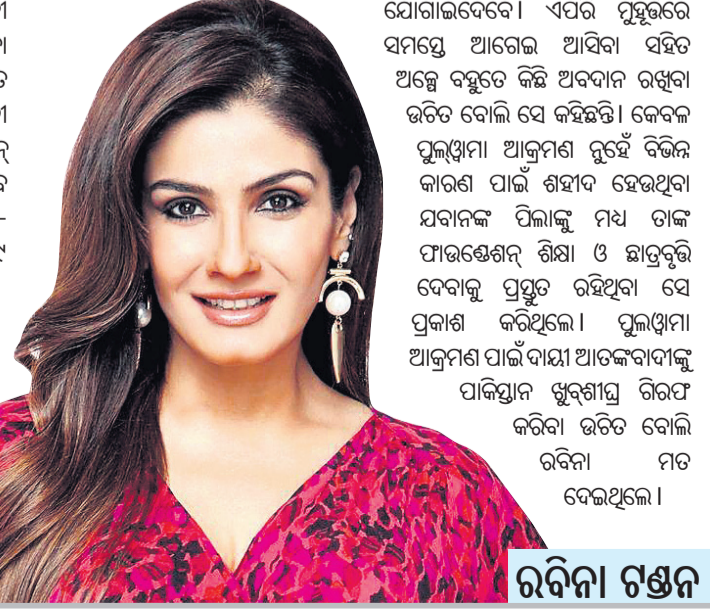 ଯୋଗାଇଦେବେ। ଏପର ମୁହୂର୍ତ୍ତରେ
ସମସ୍ତେ ଆଗେଇ ଆସିବା ସହିତ
ଅଳ୍ପେ ବହୁତେ କିଛି ଅବଦାନ ରଖିବା
ଉଚିତ ବୋଲି ସେ କହିଛନ୍ତି। କେବଳ
ପୁଲୱାମା ଆକ୍ରମଣ ନୁହେଁ ବିଭିନ୍ନ
କାରଣ ପାଇଁ ଶହୀଦ ହେଉଥିବା
ଯବାନଙ୍କ ପିଲାଙ୍କୁ ମଧ୍ୟ ତାଙ୍କ
ଫାଉଣ୍ଡେଶନ୍ ଶିକ୍ଷା ଓ ଛାତ୍ରବୃତ୍ତି
ଦେବାକୁ ପ୍ରସ୍ତୁତ ରହିଥିବା ସେ
ପ୍ରକାଶ କରିଥିଲେ। ପୁଲୱାମା
ଆକ୍ରମଣ ପାଇଁ ଦାୟୀ ଆତଙ୍କବାଦୀଙ୍କୁ
ପାକିସ୍ତାନ ଖୁବ୍‌ଶୀଘ୍ର ଗିରଫ
କରିବା ଉଚିତ ବୋଲି
ରବିନା ମତ
ଦେଇଥିଲେ।
ରବିନା ଟଣ୍ଡନ